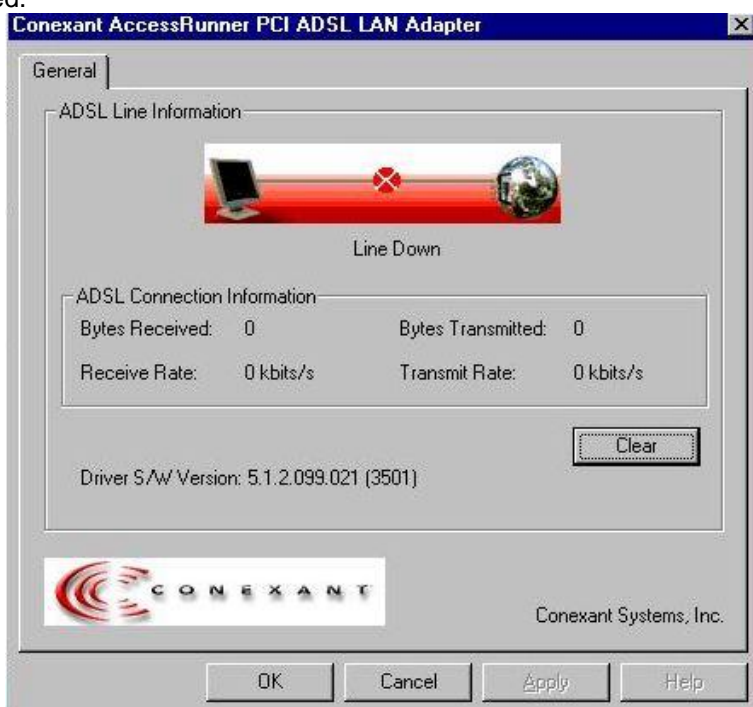 ed.
Conexant AccessRunner PCI ADSL LAN Adapter
General
ADSL Line Information
Line Down
ADSL Connection Information
Bytes Received: 0 Bytes Transmitted: 0
Receive Rate: 0 kbits/s Transmit Rate: 0 kbits/s
Clear
Driver S/W Version: 5.1.2.099.021 (3501)
CONEXANT
Conexant Systems, Inc.
OK Cancel Apply Help